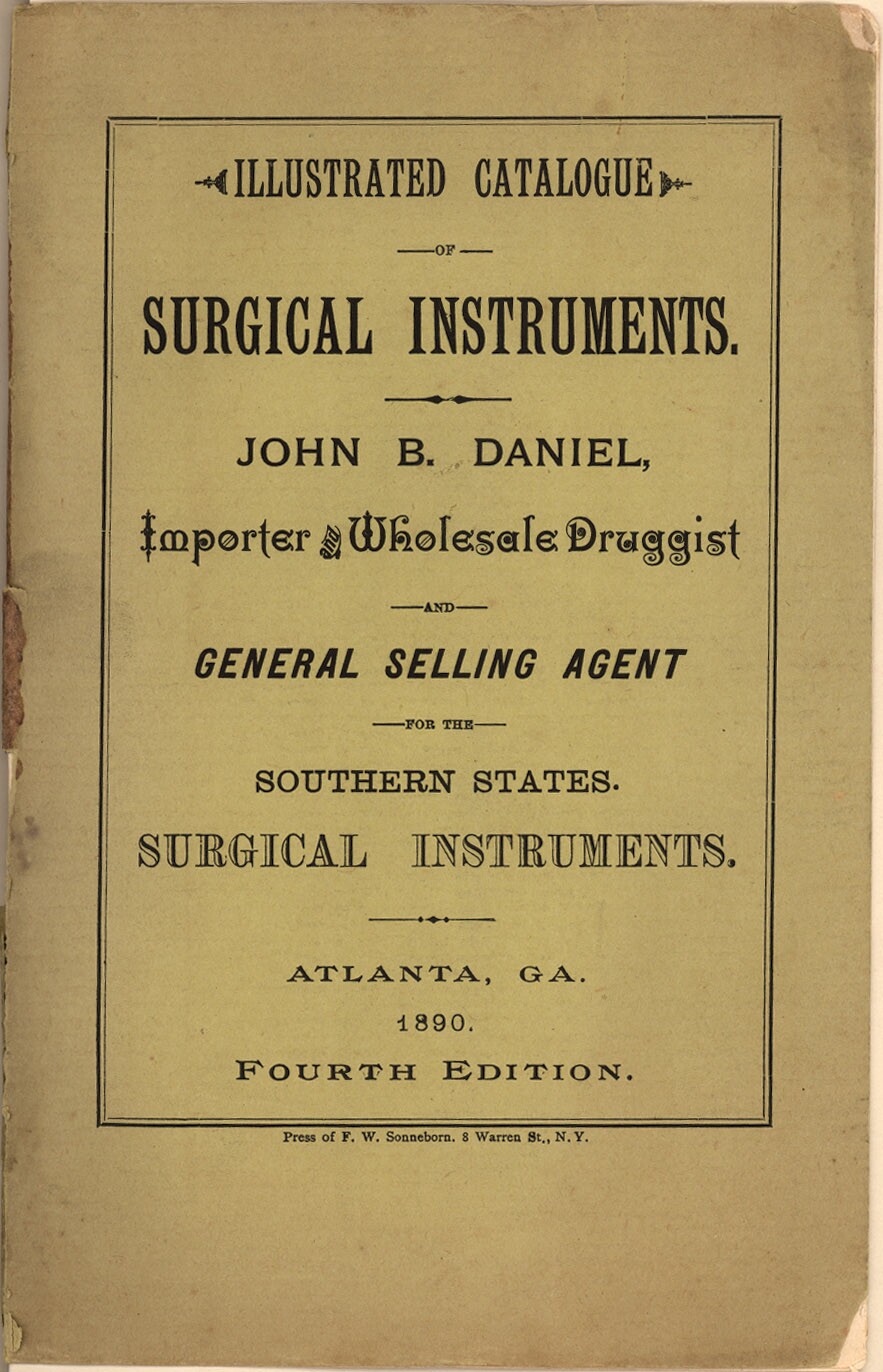 ILLUSTRATED CATALOGUE
OF
SURGICAL INSTRUMENTS.
JOHN B. DANIEL,
Importer and Wholesale Druggist
AND
GENERAL SELLING AGENT
FOR THE
SOUTHERN STATES.
SURGICAL INSTRUMENTS.
ATLANTA, GA.
1890.
FOURTH EDITION.
Press of F. W. Sonneborn. 8 Warren St., N. Y.